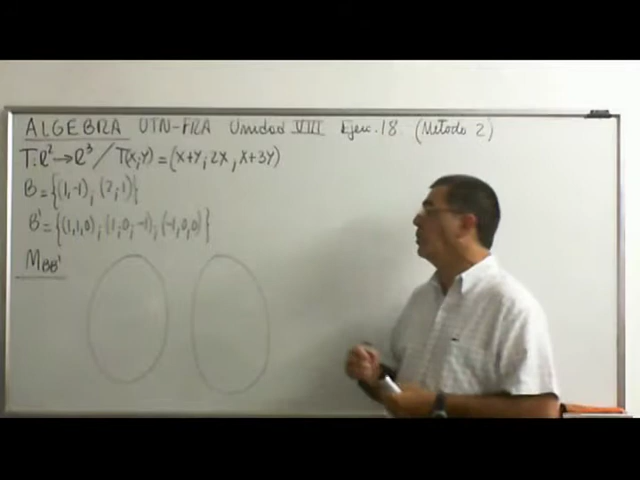 ALGEBRA UTN-FRA Unidad VIII Ejerc. 18 (Metodo 2)
T:ℝ²→ℝ³ / T(x;y) = (x+y; 2x, x+3y)
B = {(1,-1); (2;1)}
B' = {(1,1,0), (1;0;-1); (-1,0,0)}
M_BB'